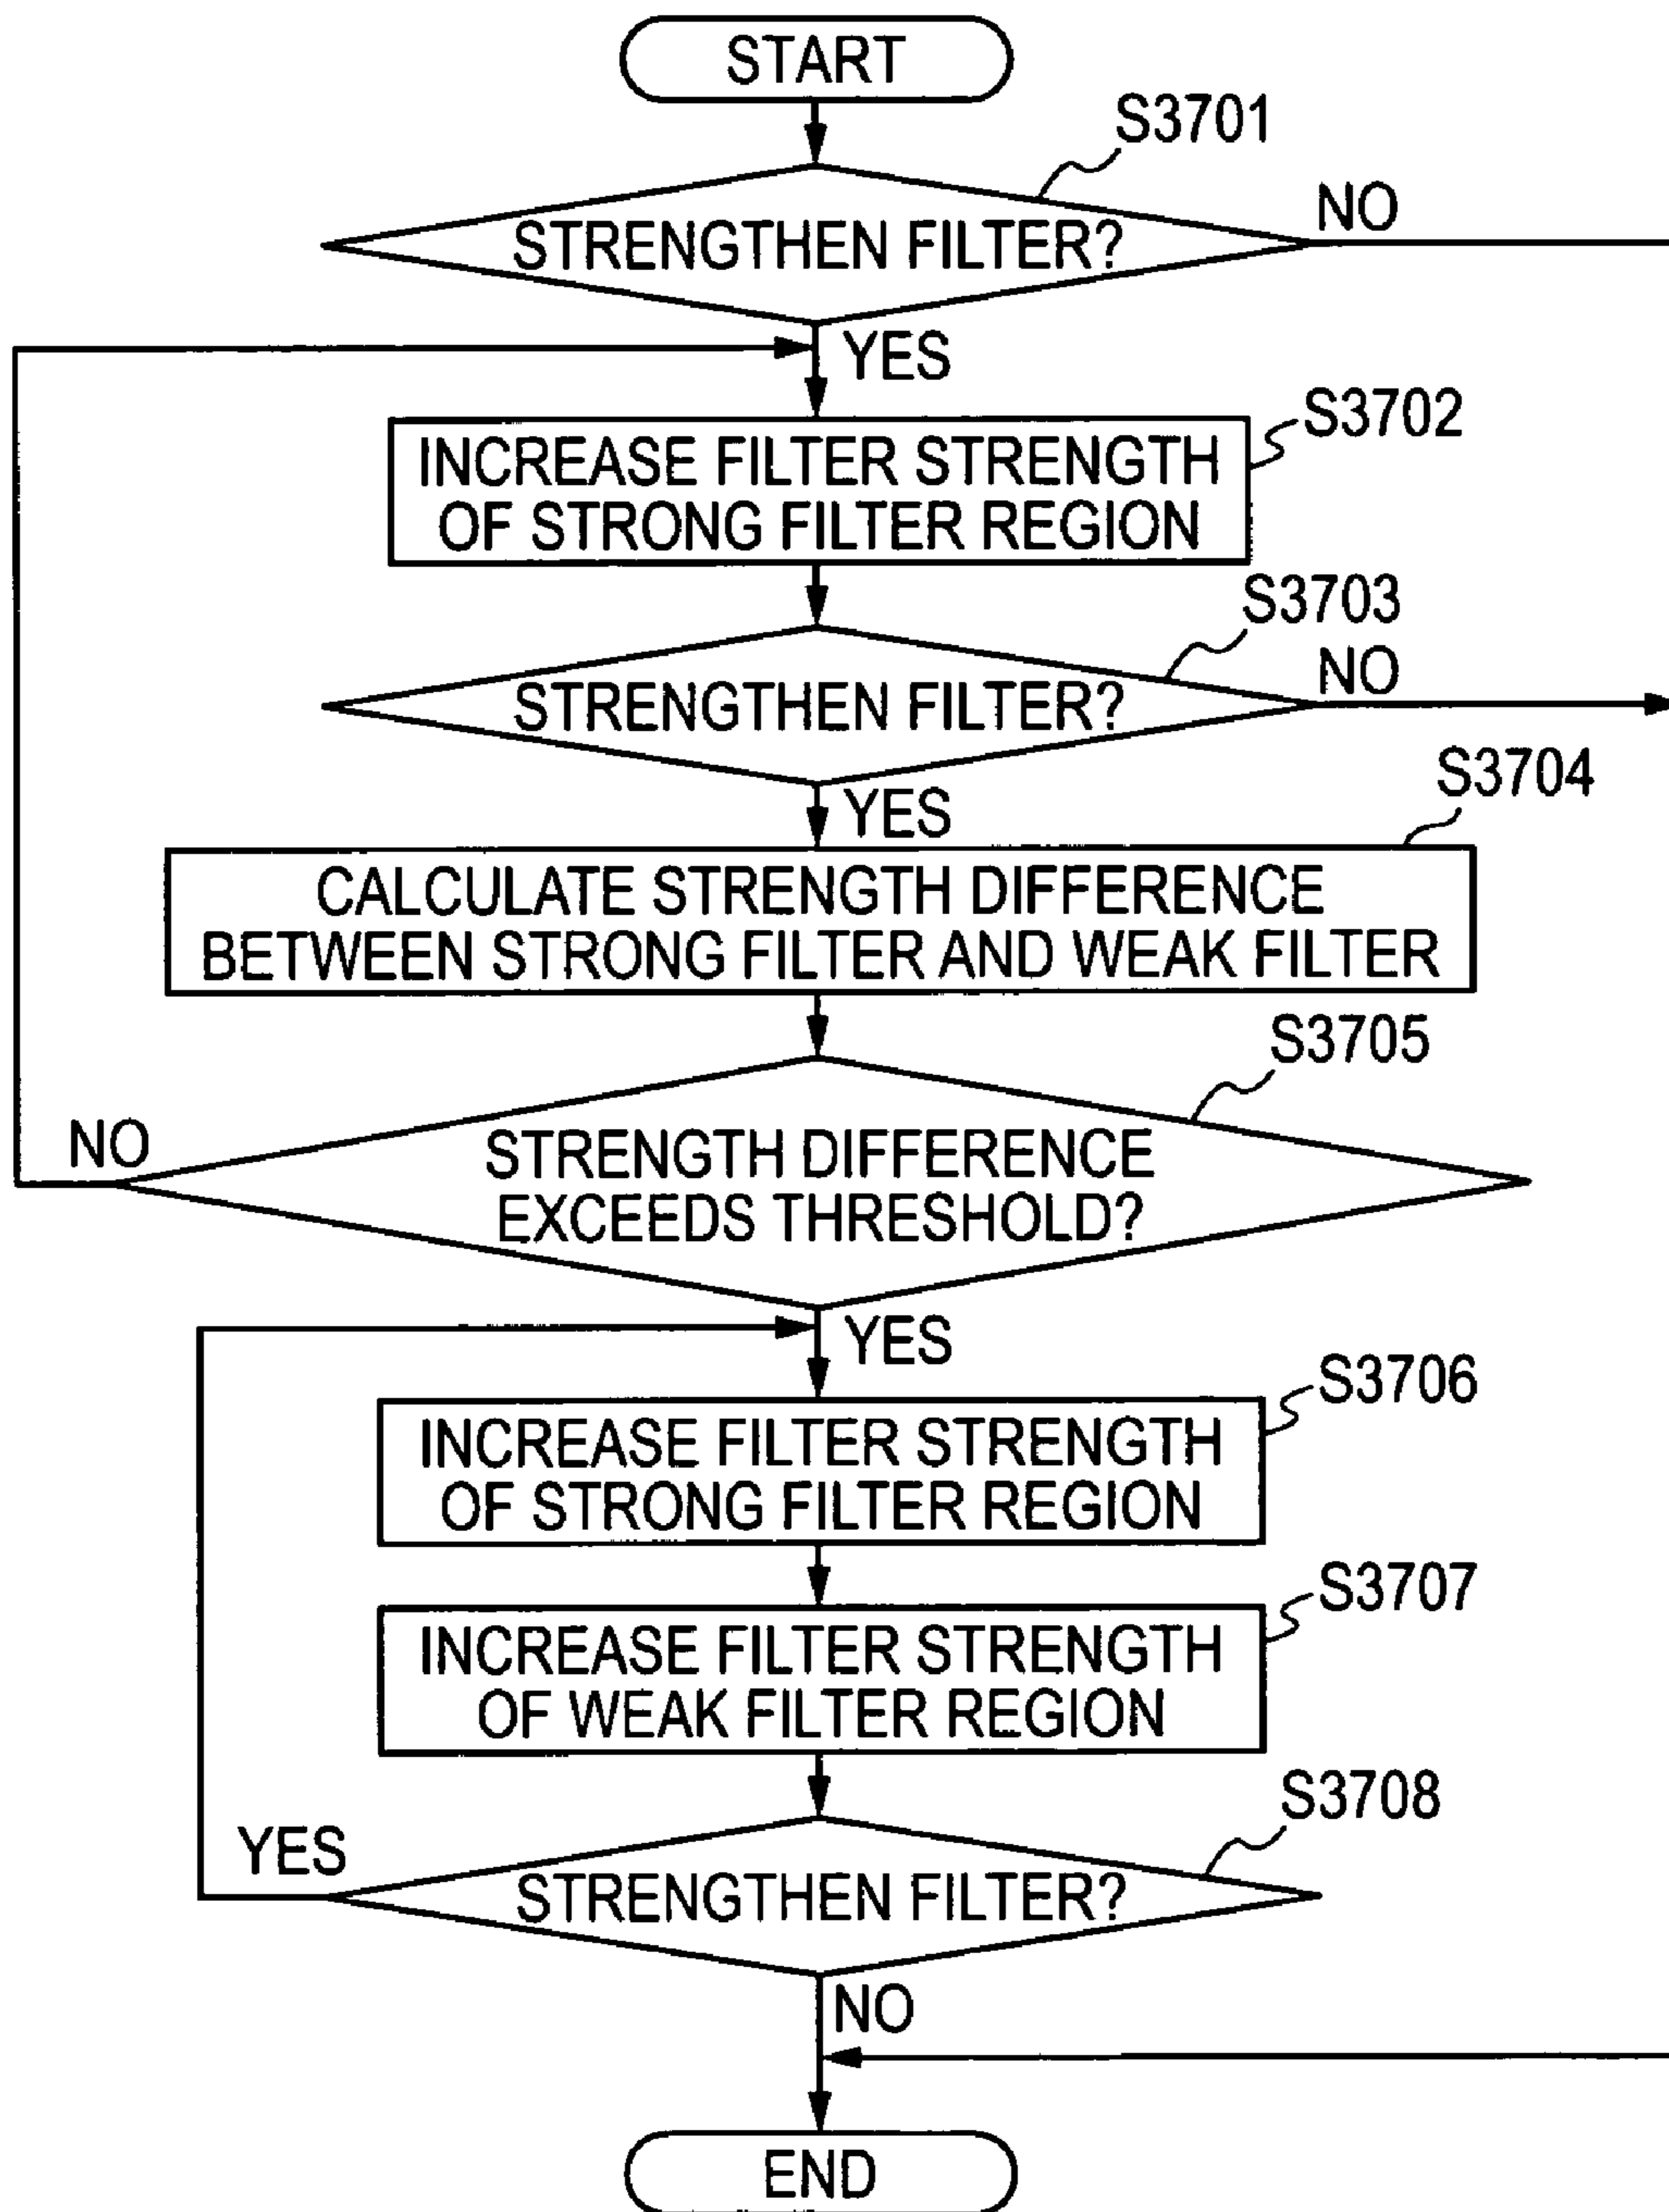 START
S3701
STRENGTHEN FILTER?
NO
YES
S3702
INCREASE FILTER STRENGTH
OF STRONG FILTER REGION
S3703
STRENGTHEN FILTER?
NO
YES
S3704
CALCULATE STRENGTH DIFFERENCE
BETWEEN STRONG FILTER AND WEAK FILTER
S3705
NO
STRENGTH DIFFERENCE
EXCEEDS THRESHOLD?
YES
S3706
INCREASE FILTER STRENGTH
OF STRONG FILTER REGION
S3707
INCREASE FILTER STRENGTH
OF WEAK FILTER REGION
S3708
YES
STRENGTHEN FILTER?
NO
END